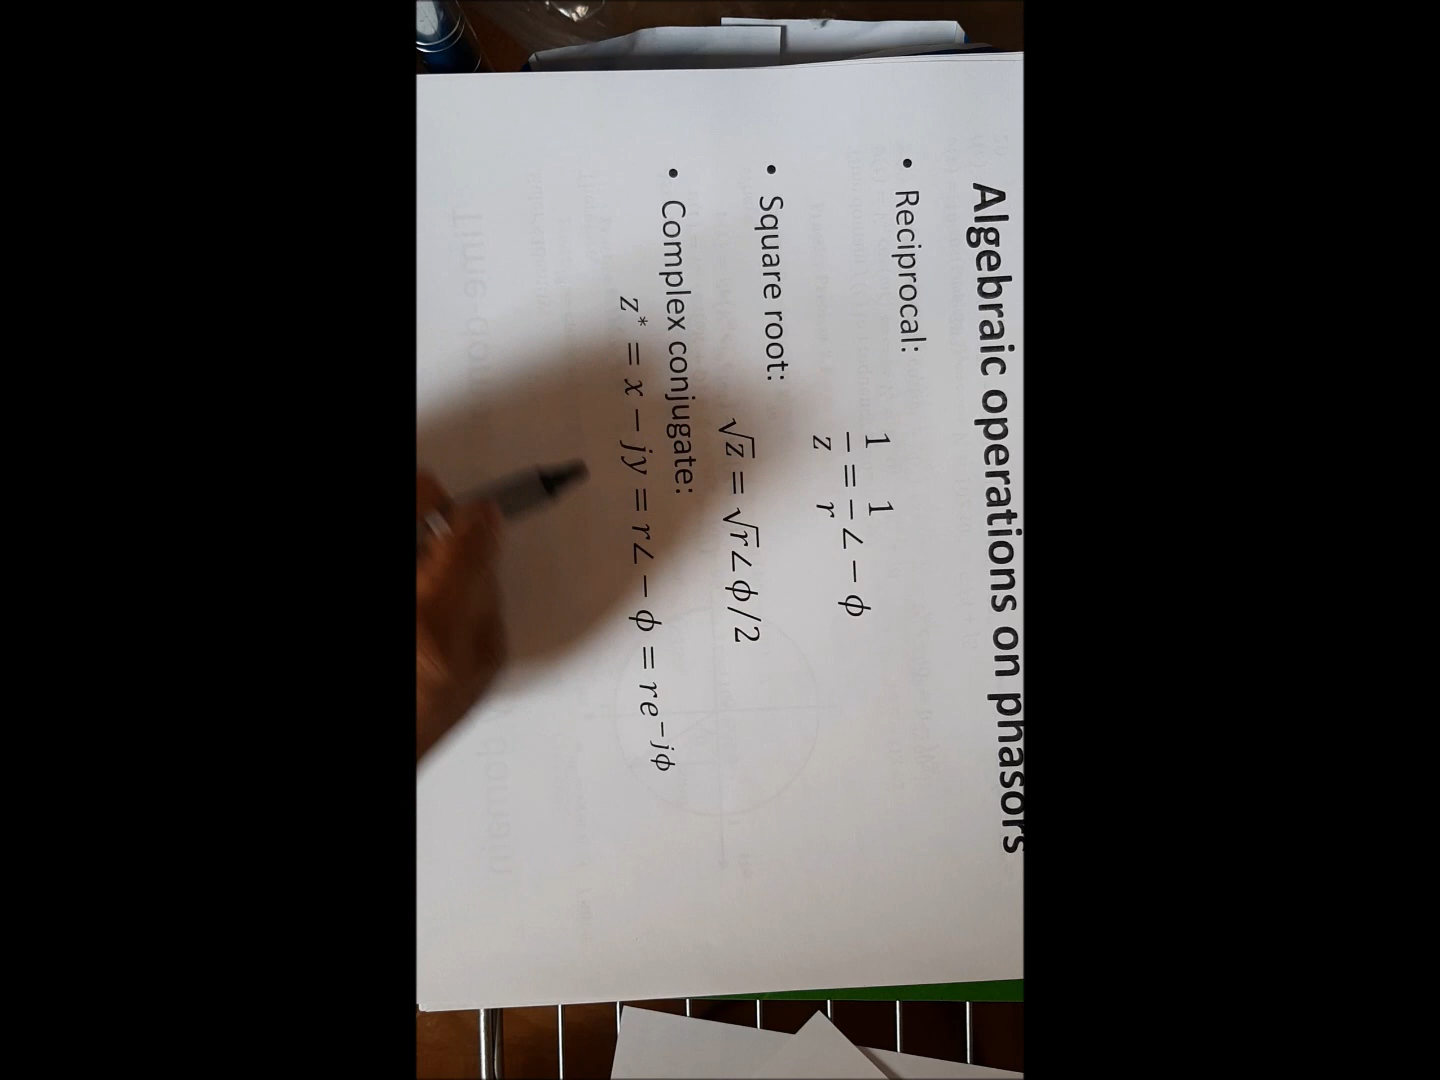 Algebraic operations on phasors
• Reciprocal:
1/z = 1/r ∠ − ϕ
• Square root:
√z = √r∠ϕ/2
• Complex conjugate:
z* = x − jy = r∠ − ϕ = re^−jϕ